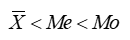 X̅ < Me < Mo